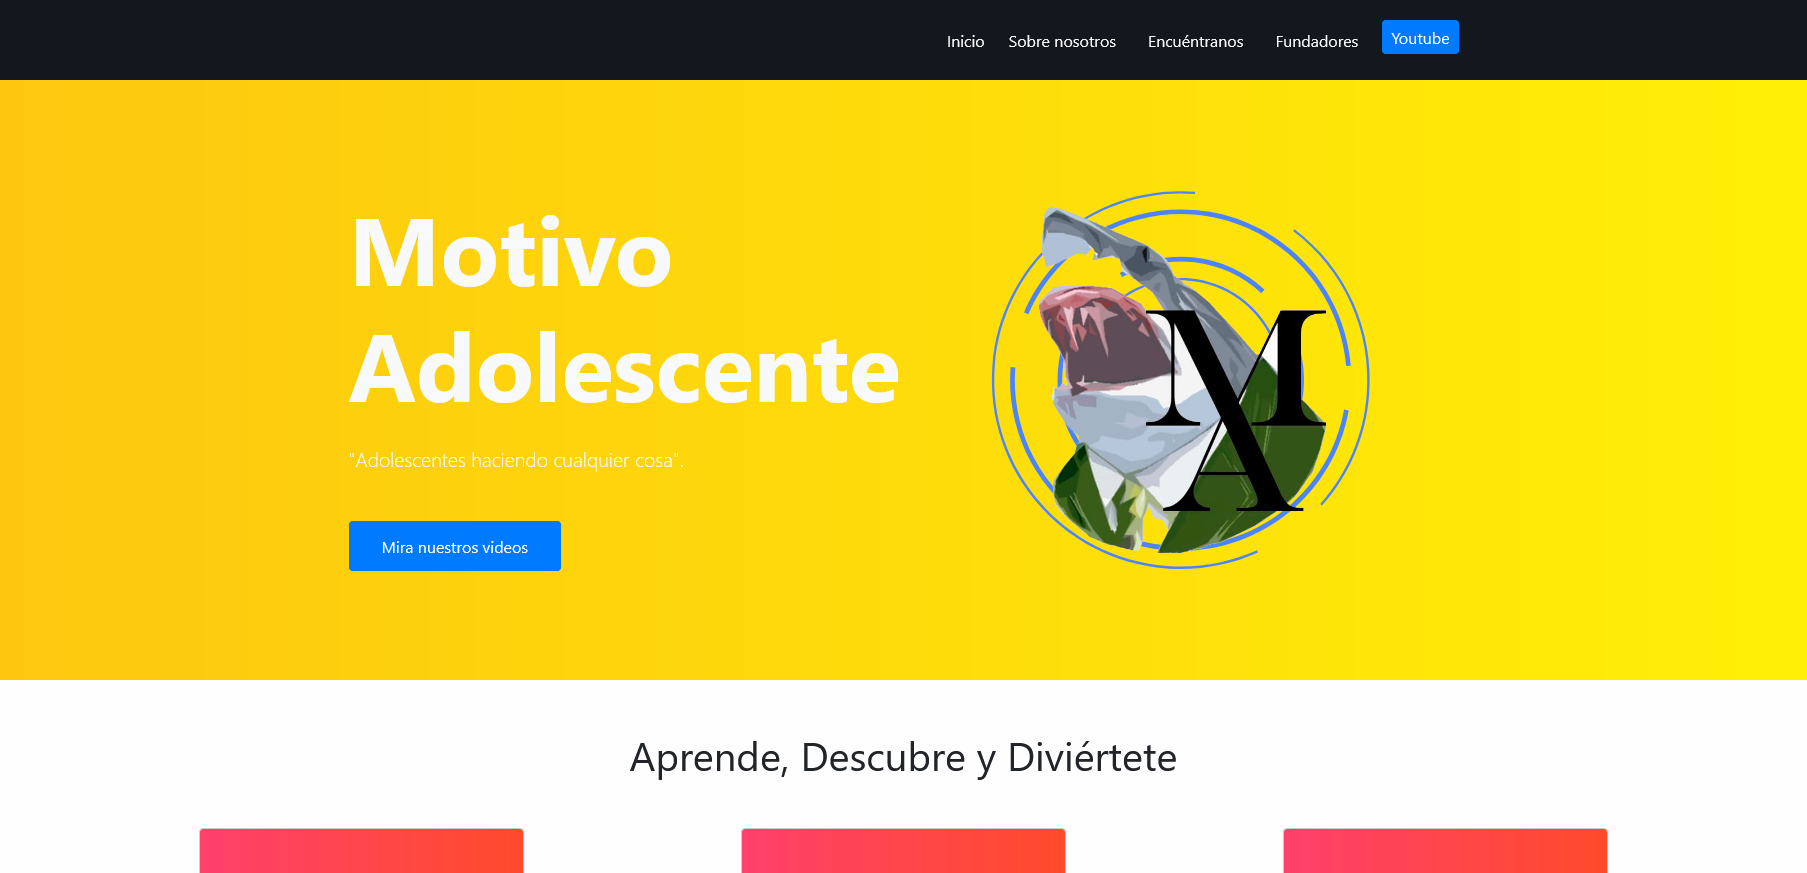 Inicio Sobre nosotros Encuéntranos Fundadores Youtube
Motivo
Adolescente
"Adolescentes haciendo cualquier cosa".
Mira nuestros videos
MA
Aprende, Descubre y Diviértete